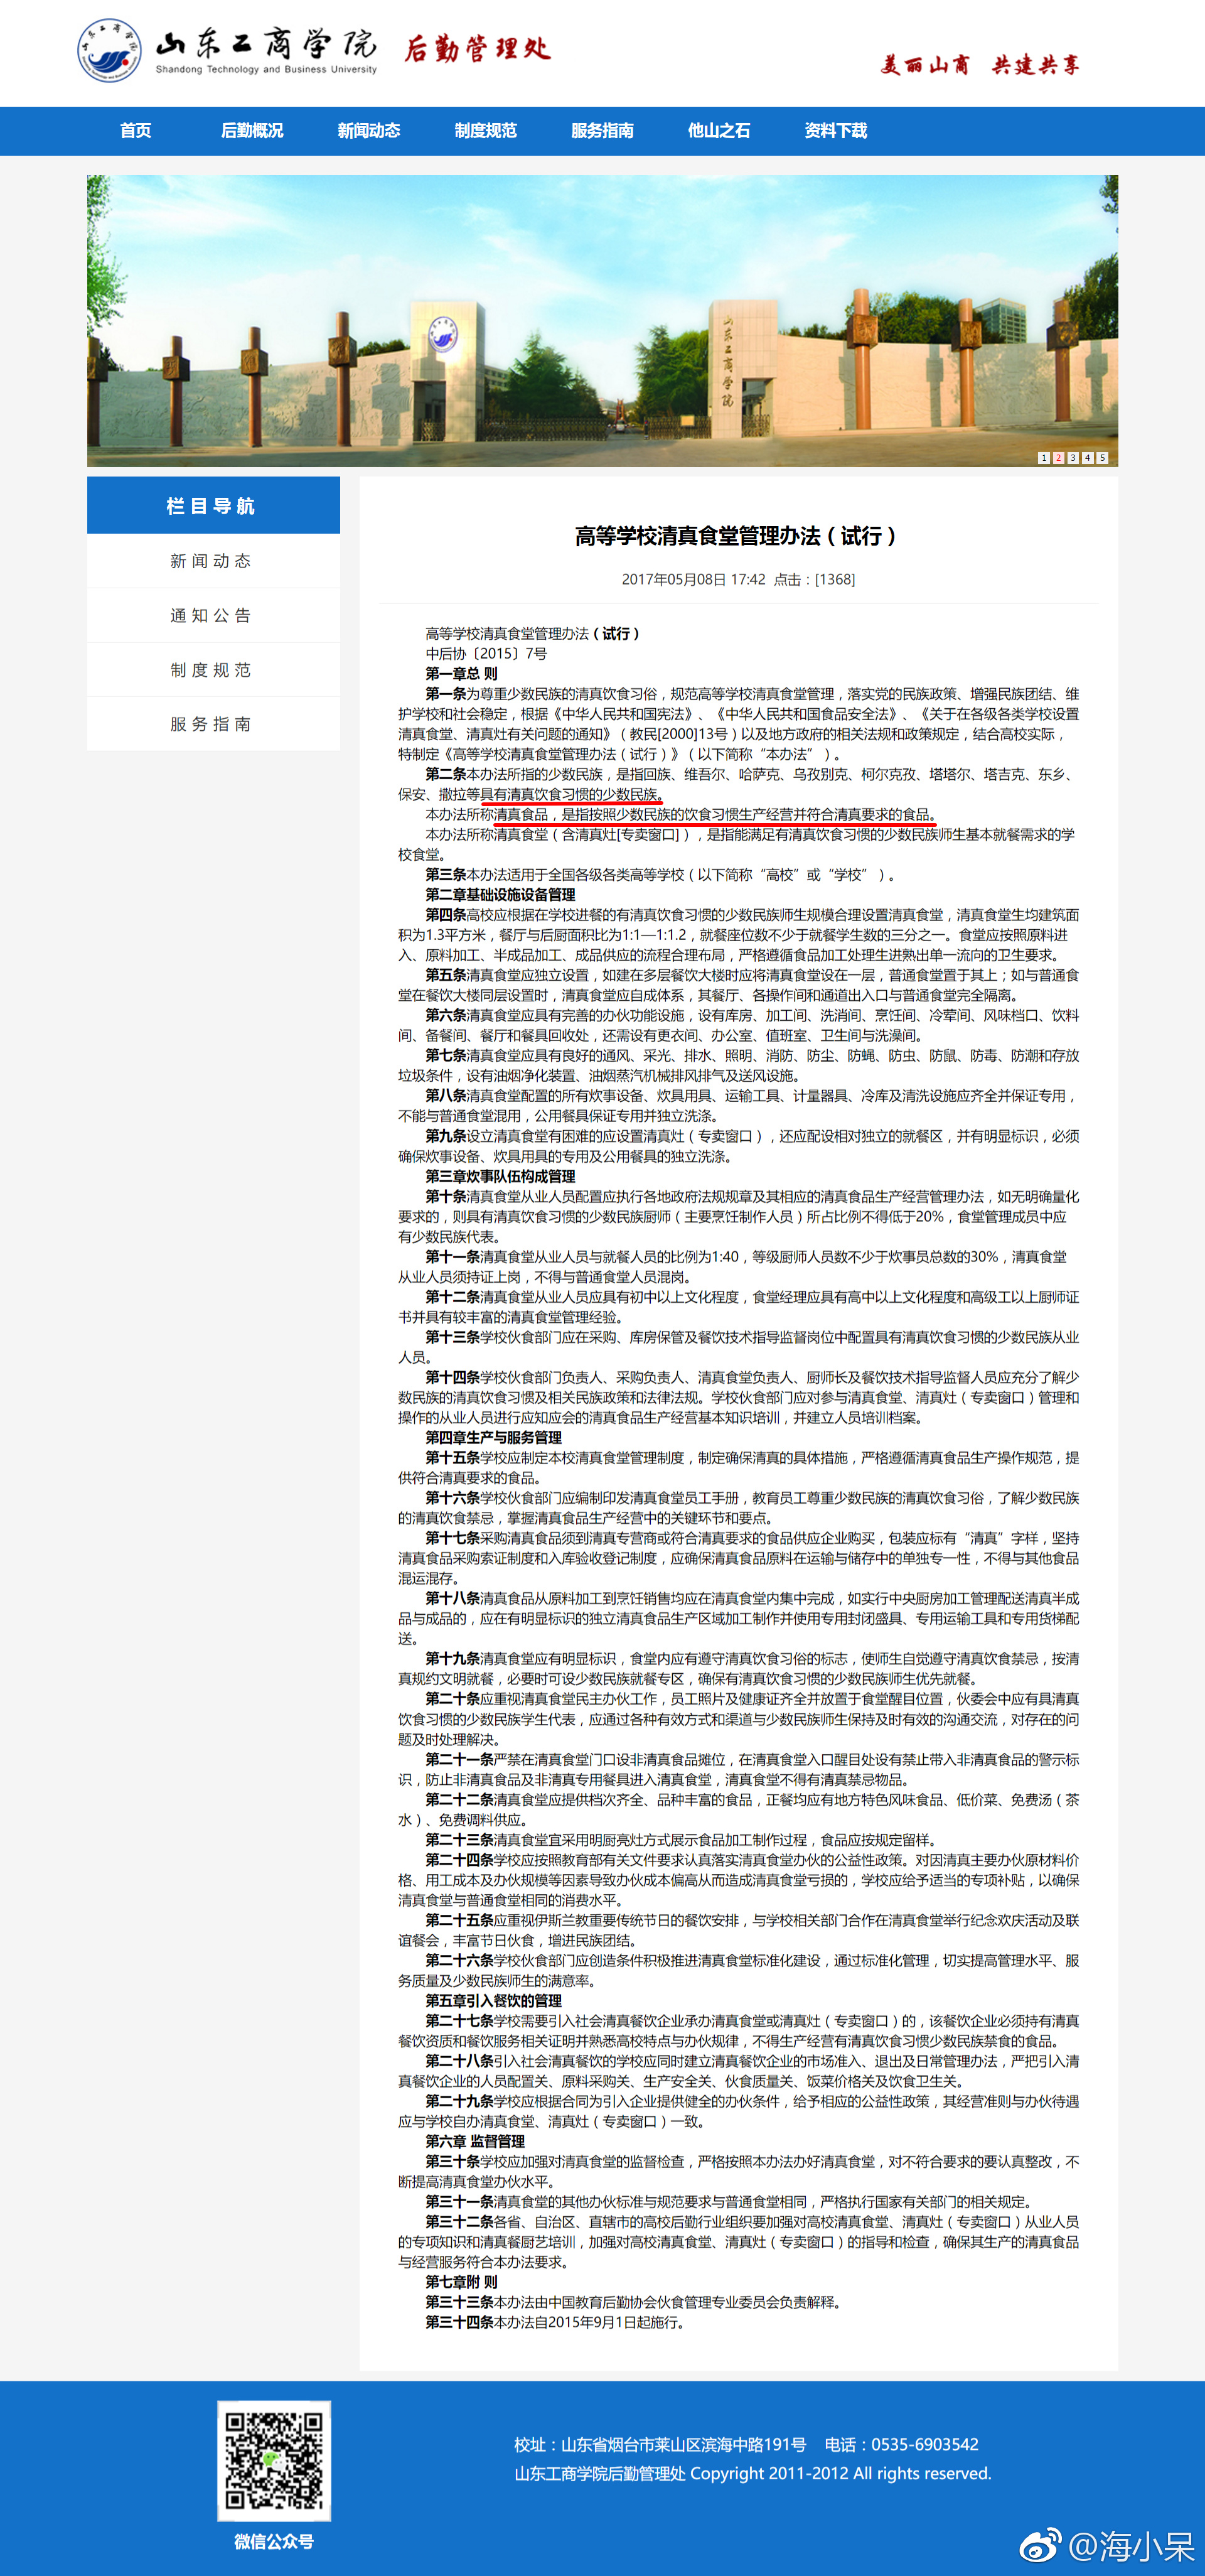 山东工商学院 后勤管理处
Shandong Technology and Business University
美丽山商 共建共享
首页 后勤概况 新闻动态 制度规范 服务指南 他山之石 资料下载
山东工商学院
1 2 3 4 5
栏目导航
新闻动态
通知公告
制度规范
服务指南
高等学校清真食堂管理办法（试行）
2017年05月08日 17:42 点击：[1368]
高等学校清真食堂管理办法（试行）
中后协〔2015〕7号
第一章总 则
第一条为尊重少数民族的清真饮食习俗，规范高等学校清真食堂管理，落实党的民族政策、增强民族团结、维
护学校和社会稳定，根据《中华人民共和国宪法》、《中华人民共和国食品安全法》、《关于在各级各类学校设置
清真食堂、清真灶有关问题的通知》（教民[2000]13号）以及地方政府的相关法规和政策规定，结合高校实际，
特制定《高等学校清真食堂管理办法（试行）》（以下简称“本办法”）。
第二条本办法所指的少数民族，是指回族、维吾尔、哈萨克、乌孜别克、柯尔克孜、塔塔尔、塔吉克、东乡、
保安、撒拉等具有清真饮食习惯的少数民族。
本办法所称清真食品，是指按照少数民族的饮食习惯生产经营并符合清真要求的食品。
本办法所称清真食堂（含清真灶[专卖窗口]），是指能满足有清真饮食习惯的少数民族师生基本就餐需求的学
校食堂。
第三条本办法适用于全国各级各类高等学校（以下简称“高校”或“学校”）。
第二章基础设施设备管理
第四条高校应根据在学校进餐的有清真饮食习惯的少数民族师生规模合理设置清真食堂，清真食堂生均建筑面
积为1.3平方米，餐厅与后厨面积比为1:1—1:1.2，就餐座位数不少于就餐学生数的三分之一。食堂应按照原料进
入、原料加工、半成品加工、成品供应的流程合理布局，严格遵循食品加工处理生进熟出单一流向的卫生要求。
第五条清真食堂应独立设置，如建在多层餐饮大楼时应将清真食堂设在一层，普通食堂置于其上；如与普通食
堂在餐饮大楼同层设置时，清真食堂应自成体系，其餐厅、各操作间和通道出入口与普通食堂完全隔离。
第六条清真食堂应具有完善的办伙功能设施，设有库房、加工间、洗消间、烹饪间、冷荤间、风味档口、饮料
间、备餐间、餐厅和餐具回收处，还需设有更衣间、办公室、值班室、卫生间与洗澡间。
第七条清真食堂应具有良好的通风、采光、排水、照明、消防、防尘、防蝇、防虫、防鼠、防毒、防潮和存放
垃圾条件，设有油烟净化装置、油烟蒸汽机械排风排气及送风设施。
第八条清真食堂配置的所有炊事设备、炊具用具、运输工具、计量器具、冷库及清洗设施应齐全并保证专用，
不能与普通食堂混用，公用餐具保证专用并独立洗涤。
第九条设立清真食堂有困难的应设置清真灶（专卖窗口），还应配设相对独立的就餐区，并有明显标识，必须
确保炊事设备、炊具用具的专用及公用餐具的独立洗涤。
第三章炊事队伍构成管理
第十条清真食堂从业人员配置应执行各地政府法规规章及其相应的清真食品生产经营管理办法，如无明确量化
要求的，则具有清真饮食习惯的少数民族厨师（主要烹饪制作人员）所占比例不得低于20%，食堂管理成员中应
有少数民族代表。
第十一条清真食堂从业人员与就餐人员的比例为1:40，等级厨师人员数不少于炊事员总数的30%，清真食堂
从业人员须持证上岗，不得与普通食堂人员混岗。
第十二条清真食堂从业人员应具有初中以上文化程度，食堂经理应具有高中以上文化程度和高级工以上厨师证
书并具有较丰富的清真食堂管理经验。
第十三条学校伙食部门应在采购、库房保管及餐饮技术指导监督岗位中配置具有清真饮食习惯的少数民族从业
人员。
第十四条学校伙食部门负责人、采购负责人、清真食堂负责人、厨师长及餐饮技术指导监督人员应充分了解少
数民族的清真饮食习惯及相关民族政策和法律法规。学校伙食部门应对参与清真食堂、清真灶（专卖窗口）管理和
操作的从业人员进行应知应会的清真食品生产经营基本知识培训，并建立人员培训档案。
第四章生产与服务管理
第十五条学校应制定本校清真食堂管理制度，制定确保清真的具体措施，严格遵循清真食品生产操作规范，提
供符合清真要求的食品。
第十六条学校伙食部门应编制印发清真食堂员工手册，教育员工尊重少数民族的清真饮食习俗，了解少数民族
的清真饮食禁忌，掌握清真食品生产经营中的关键环节和要点。
第十七条采购清真食品须到清真专营商或符合清真要求的食品供应企业购买，包装应标有“清真”字样，坚持
清真食品采购索证制度和入库验收登记制度，应确保清真食品原料在运输与储存中的单独专一性，不得与其他食品
混运混存。
第十八条清真食品从原料加工到烹饪销售均应在清真食堂内集中完成，如实行中央厨房加工管理配送清真半成
品与成品的，应在有明显标识的独立清真食品生产区域加工制作并使用专用封闭盛具、专用运输工具和专用货梯配
送。
第十九条清真食堂应有明显标识，食堂内应有遵守清真饮食习俗的标志，使师生自觉遵守清真饮食禁忌，按清
真规约文明就餐，必要时可设少数民族就餐专区，确保有清真饮食习惯的少数民族师生优先就餐。
第二十条应重视清真食堂民主办伙工作，员工照片及健康证齐全并放置于食堂醒目位置，伙委会中应有具清真
饮食习惯的少数民族学生代表，应通过各种有效方式和渠道与少数民族师生保持及时有效的沟通交流，对存在的问
题及时处理解决。
第二十一条严禁在清真食堂门口设非清真食品摊位，在清真食堂入口醒目处设有禁止带入非清真食品的警示标
识，防止非清真食品及非清真专用餐具进入清真食堂，清真食堂不得有清真禁忌物品。
第二十二条清真食堂应提供档次齐全、品种丰富的食品，正餐均应有地方特色风味食品、低价菜、免费汤（茶
水）、免费调料供应。
第二十三条清真食堂宜采用明厨亮灶方式展示食品加工制作过程，食品应按规定留样。
第二十四条学校应按照教育部有关文件要求认真落实清真食堂办伙的公益性政策。对因清真主要办伙原材料价
格、用工成本及办伙规模等因素导致办伙成本偏高从而造成清真食堂亏损的，学校应给予适当的专项补贴，以确保
清真食堂与普通食堂相同的消费水平。
第二十五条应重视伊斯兰教重要传统节日的餐饮安排，与学校相关部门合作在清真食堂举行纪念欢庆活动及联
谊餐会，丰富节日伙食，增进民族团结。
第二十六条学校伙食部门应创造条件积极推进清真食堂标准化建设，通过标准化管理，切实提高管理水平、服
务质量及少数民族师生的满意率。
第五章引入餐饮的管理
第二十七条学校需要引入社会清真餐饮企业承办清真食堂或清真灶（专卖窗口）的，该餐饮企业必须持有清真
餐饮资质和餐饮服务相关证明并熟悉高校特点与办伙规律，不得生产经营有清真饮食习惯少数民族禁食的食品。
第二十八条引入社会清真餐饮的学校应同时建立清真餐饮企业的市场准入、退出及日常管理办法，严把引入清
真餐饮企业的人员配置关、原料采购关、生产安全关、伙食质量关、饭菜价格关及饮食卫生关。
第二十九条学校应根据合同为引入企业提供健全的办伙条件，给予相应的公益性政策，其经营准则与办伙待遇
应与学校自办清真食堂、清真灶（专卖窗口）一致。
第六章 监督管理
第三十条学校应加强对清真食堂的监督检查，严格按照本办法办好清真食堂，对不符合要求的要认真整改，不
断提高清真食堂办伙水平。
第三十一条清真食堂的其他办伙标准与规范要求与普通食堂相同，严格执行国家有关部门的相关规定。
第三十二条各省、自治区、直辖市的高校后勤行业组织要加强对高校清真食堂、清真灶（专卖窗口）从业人员
的专项知识和清真餐厨艺培训，加强对高校清真食堂、清真灶（专卖窗口）的指导和检查，确保其生产的清真食品
与经营服务符合本办法要求。
第七章附 则
第三十三条本办法由中国教育后勤协会伙食管理专业委员会负责解释。
第三十四条本办法自2015年9月1日起施行。
校址：山东省烟台市莱山区滨海中路191号 电话：0535-6903542
山东工商学院后勤管理处 Copyright 2011-2012 All rights reserved.
微信公众号
@海小呆